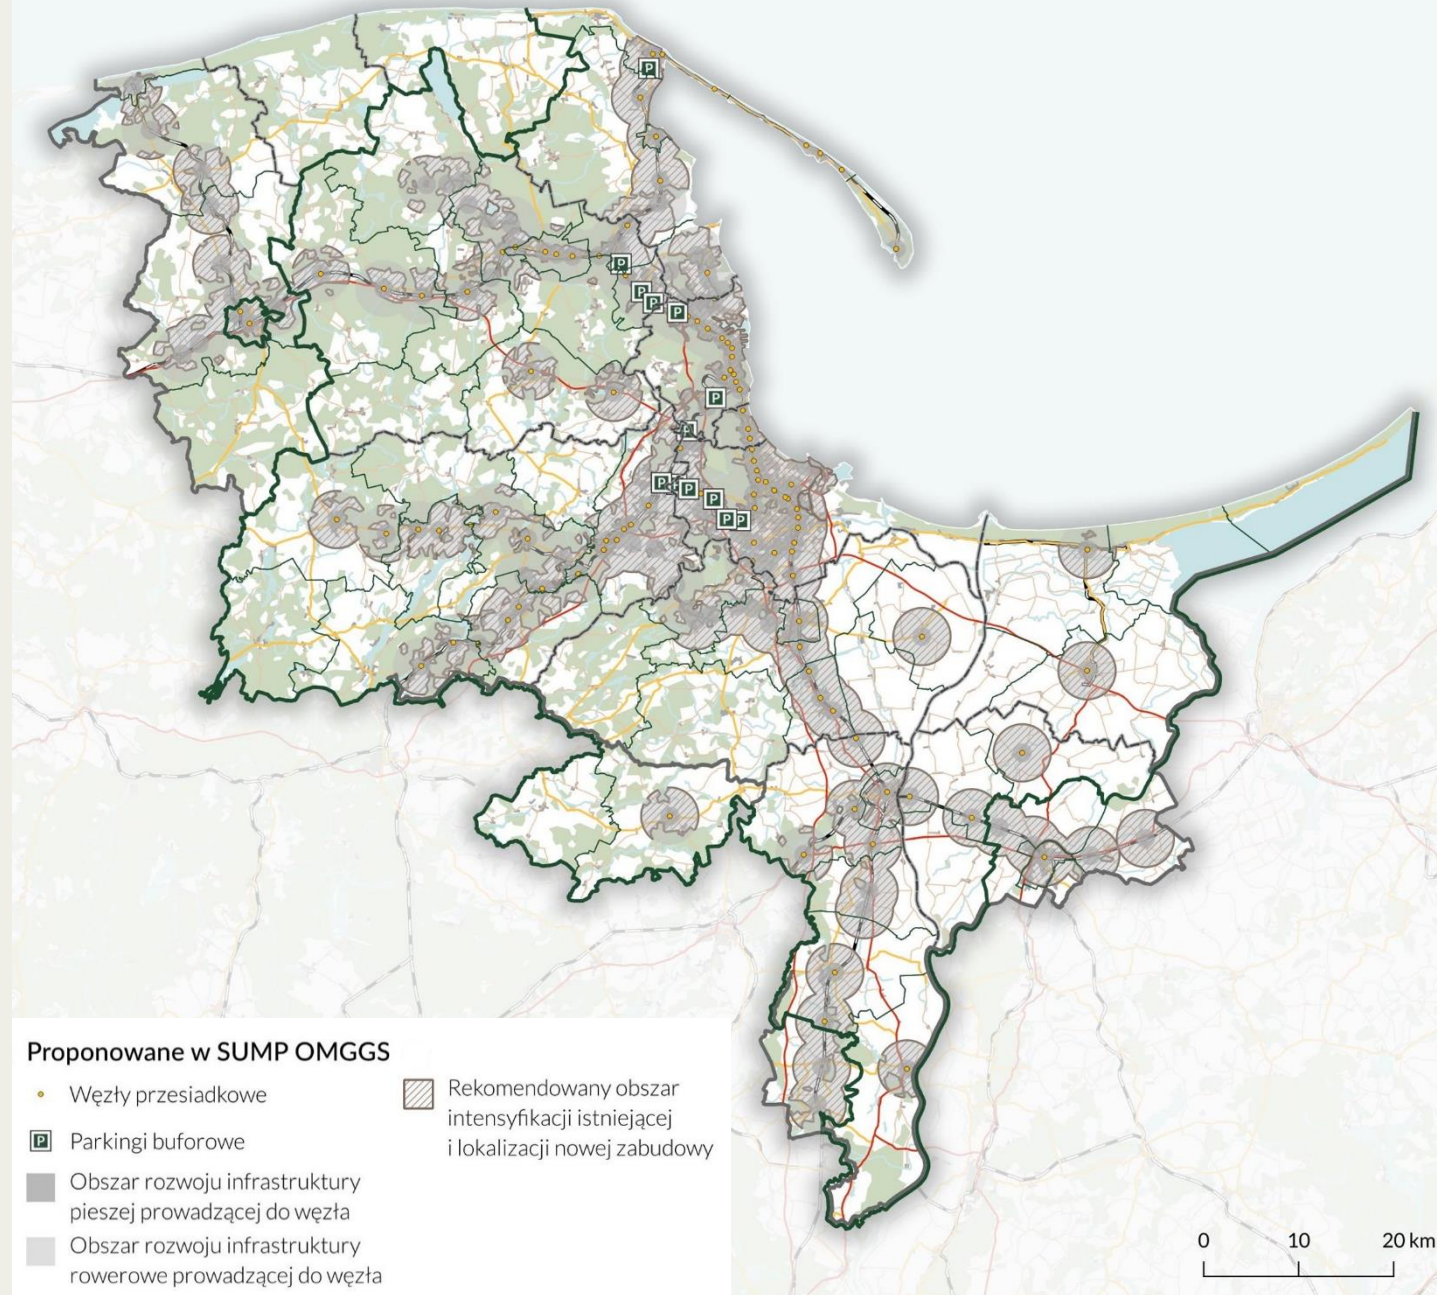 Proponowane w SUMP OMGGS
Węzły przesiadkowe
P Parkingi buforowe
Obszar rozwoju infrastruktury
pieszej prowadzącej do węzła
Obszar rozwoju infrastruktury
rowerowe prowadzącej do węzła
Rekomendowany obszar
intensyfikacji istniejącej
i lokalizacji nowej zabudowy
0 10 20 km
P
P
P
P
P
P
P
P
P
P
P
P